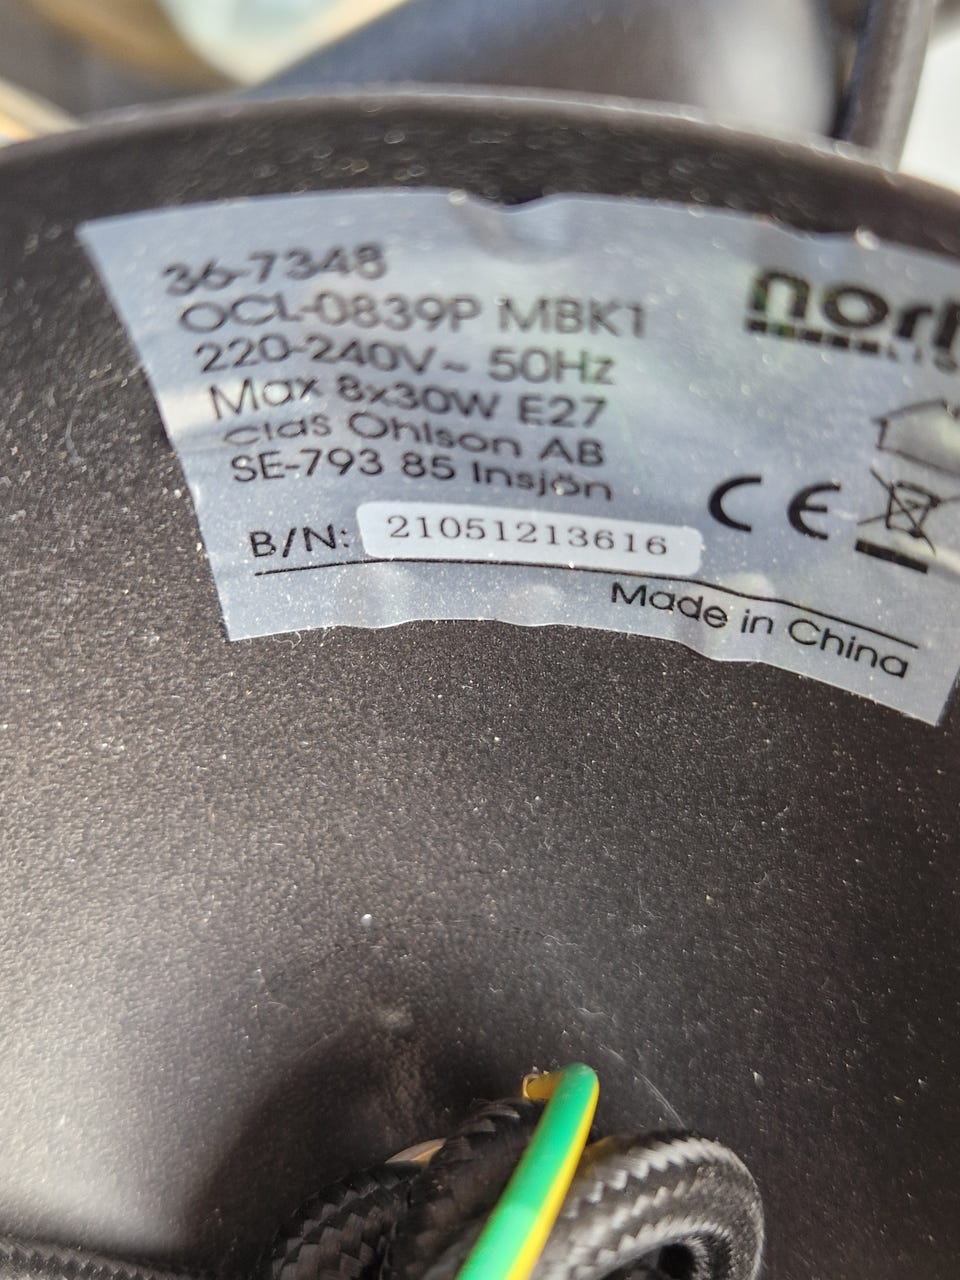 36-7348
OCL-0839P MBK1
220-240V~ 50Hz
Max 8x30W E27
Clas Ohlson AB
SE-793 85 Insjön
B/N: 21051213616
Made in China
CE